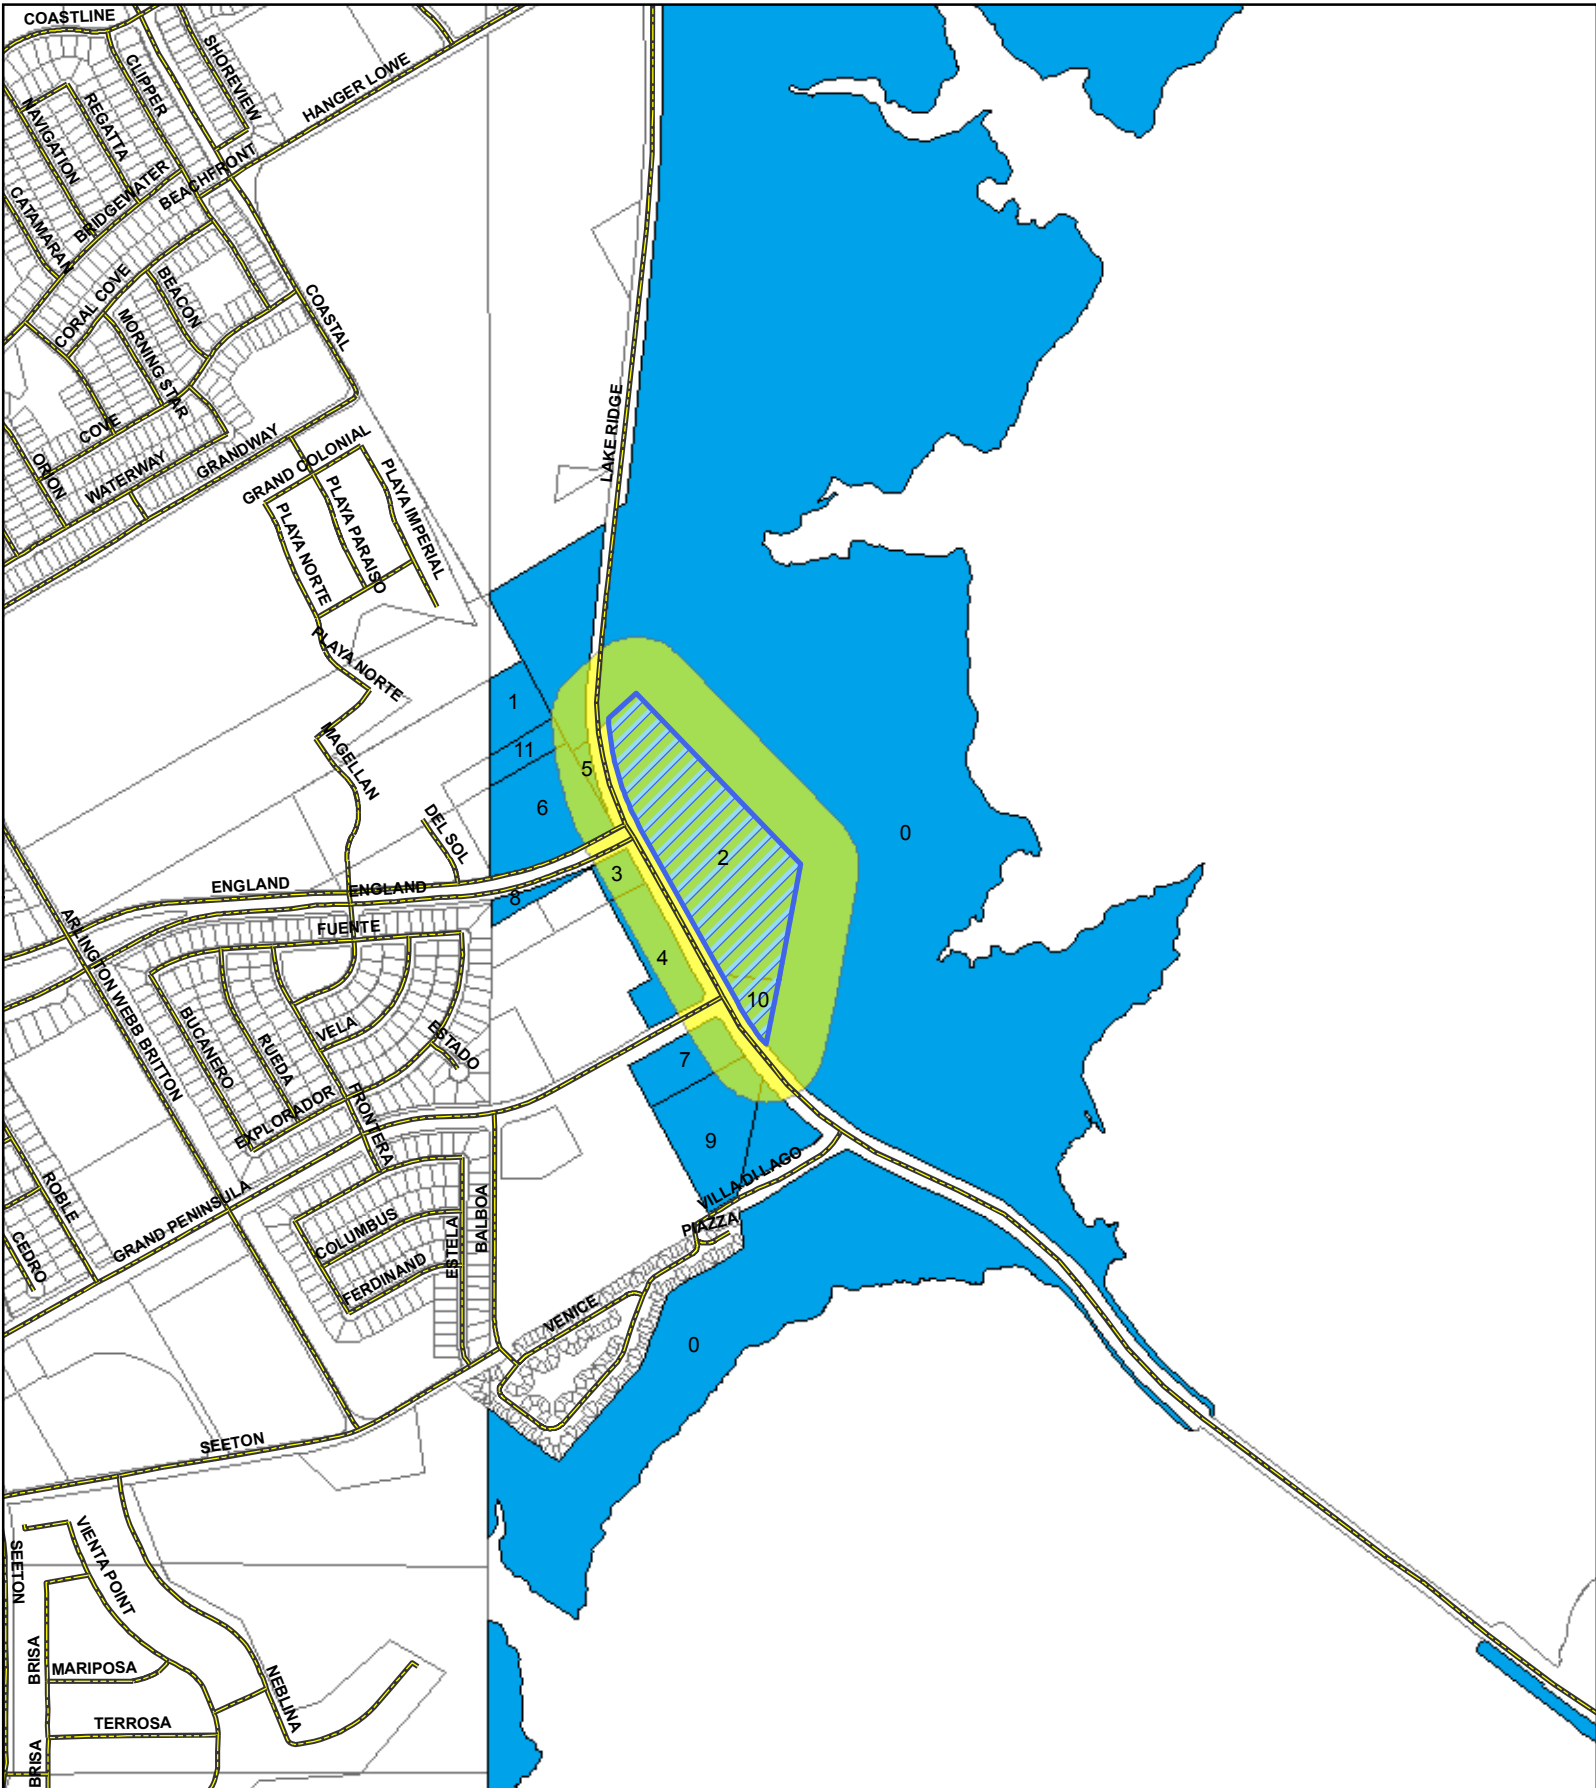 COASTLINE
SHOREVIEW
CLIPPER
HANGER LOWE
NAVIGATION
REGATTA
BRIDGEWATER
BEACHFRONT
CATAMARAN
CORAL COVE
BEACON
COASTAL
MORNING STAR
LAKE RIDGE
COVE
GRANDWAY
ORION
WATERWAY
GRAND COLONIAL
PLAYA IMPERIAL
PLAYA PARAISO
PLAYA NORTE
PLAYA NORTE
1
MAGELLAN
11
5
6
DEL SOL
0
2
3
ENGLAND
ENGLAND
8
ARLINGTON WEBB BRITTON
FUENTE
4
10
BUCANERO
VELA
ESTADO
RUEDA
7
FRONTERA
EXPLORADOR
9
ROBLE
VILLA DI LAGO
GRAND PENINSULA
PIAZZA
COLUMBUS
ESTELA
BALBOA
CEDRO
FERDINAND
VENICE
0
SEETON
VIENTA POINT
SEETON
BRISA
MARIPOSA
NEBLINA
TERROSA
BRISA